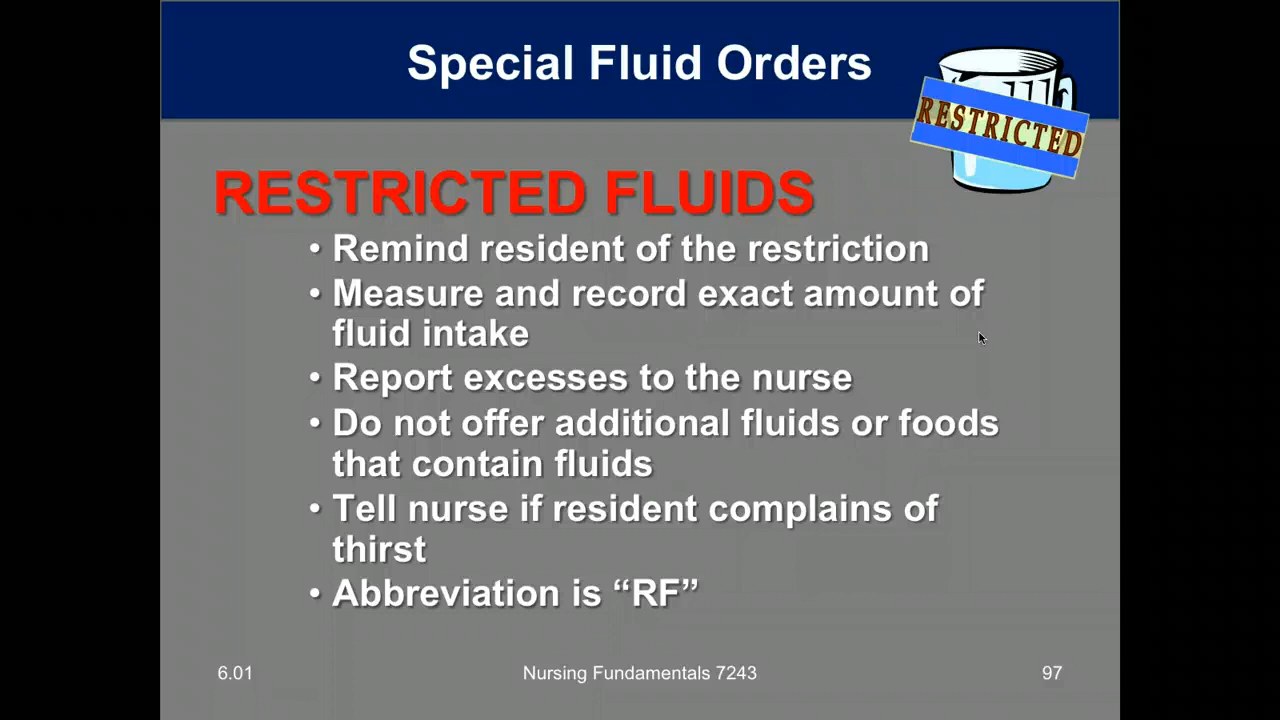 Special Fluid Orders
RESTRICTED
RESTRICTED FLUIDS
• Remind resident of the restriction
• Measure and record exact amount of
fluid intake
• Report excesses to the nurse
• Do not offer additional fluids or foods
that contain fluids
• Tell nurse if resident complains of
thirst
• Abbreviation is “RF”
6.01
Nursing Fundamentals 7243
97